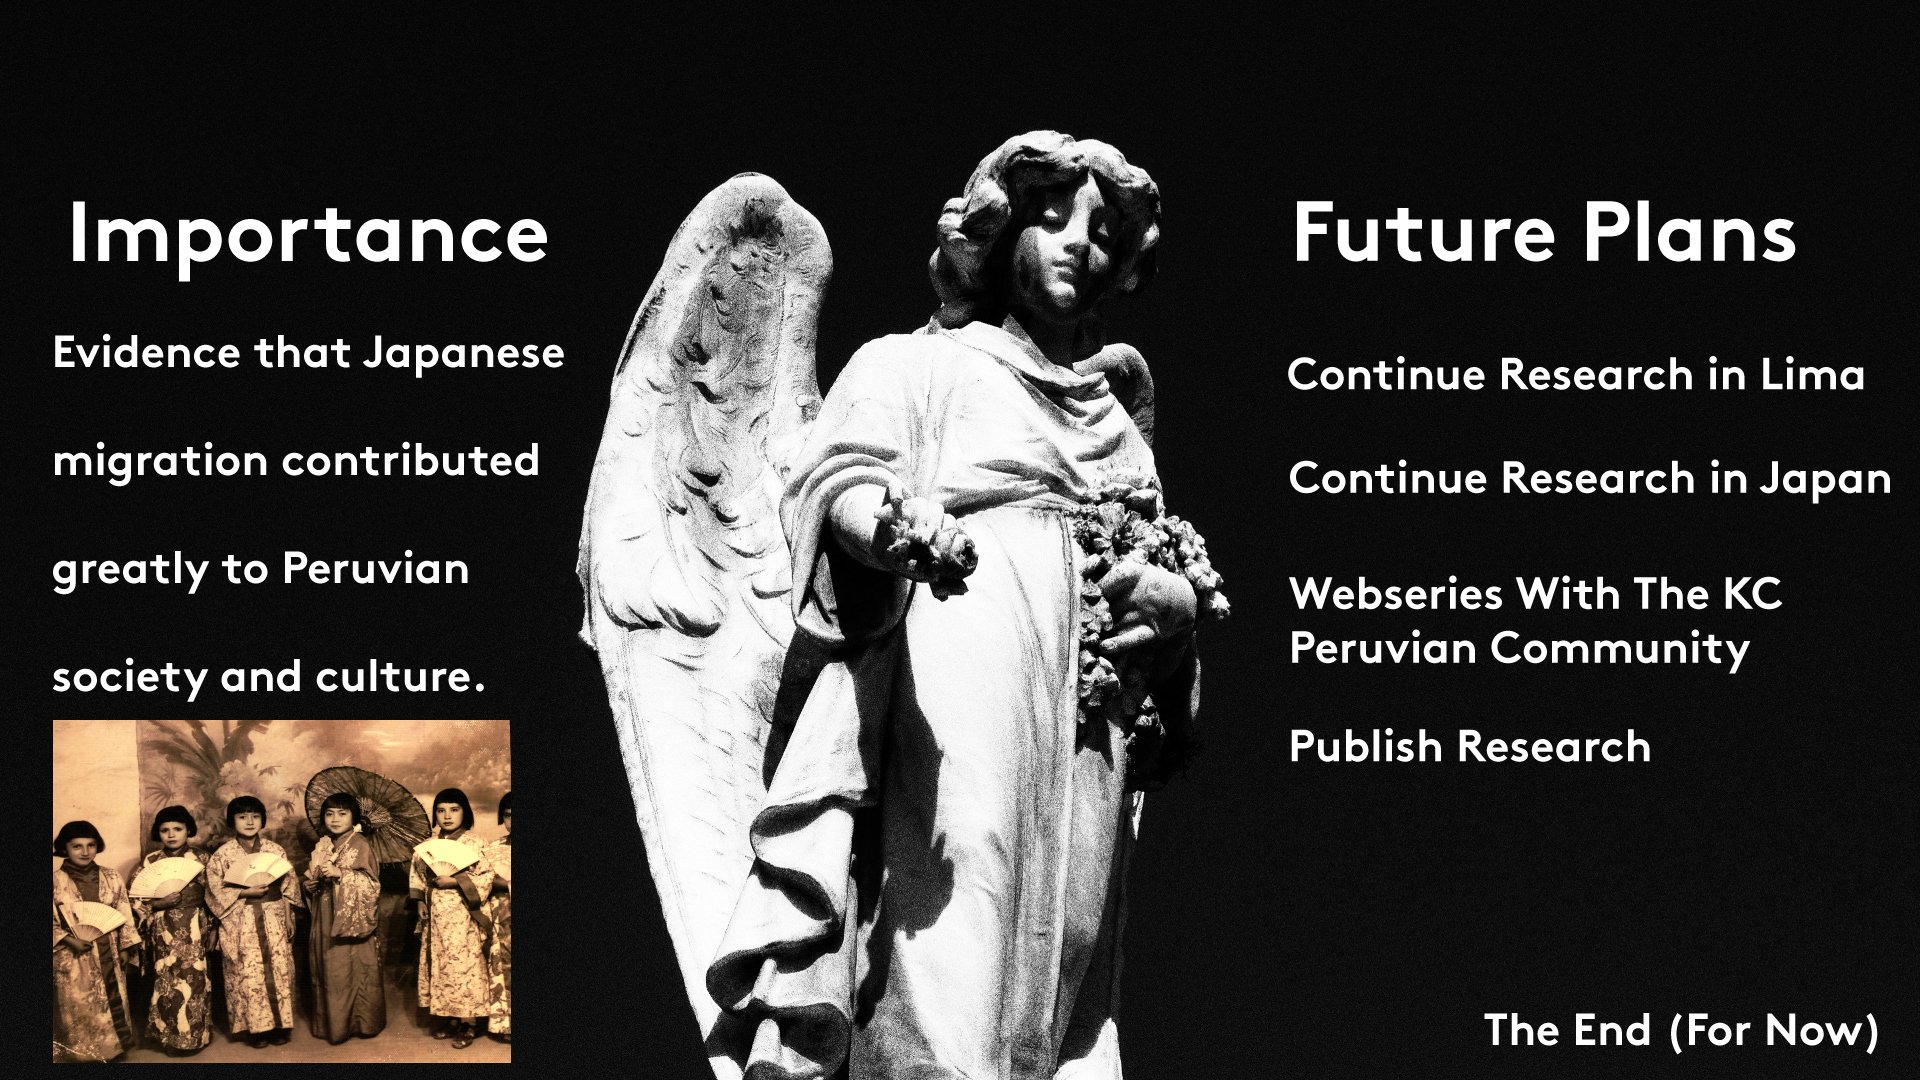 Importance
Evidence that Japanese
migration contributed
greatly to Peruvian
society and culture.
Future Plans
Continue Research in Lima
Continue Research in Japan
Webseries With The KC
Peruvian Community
Publish Research
The End (For Now)